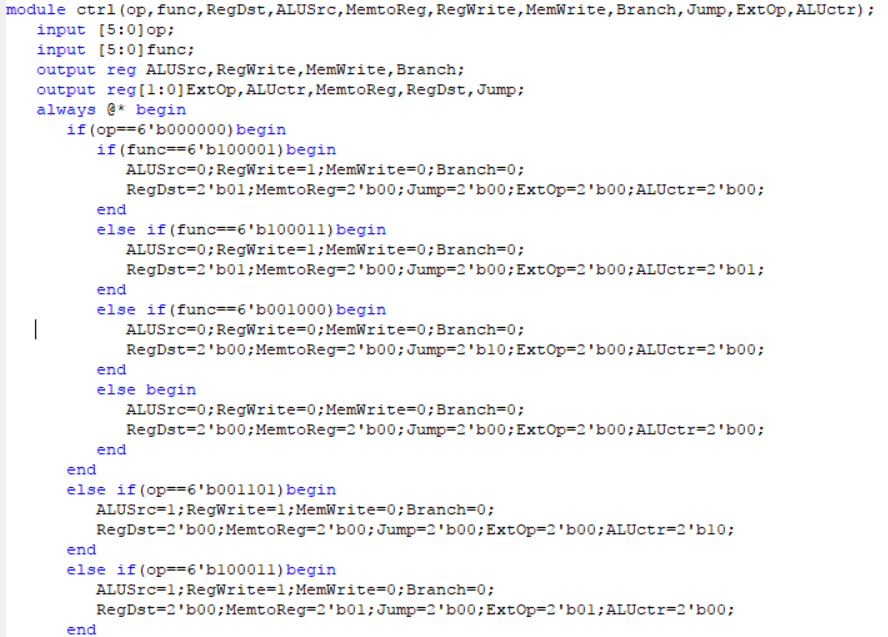 module ctrl(op,func,RegDst,ALUSrc,MemtoReg,RegWrite,MemWrite,Branch,Jump,ExtOp,ALUctr);
input [5:0]op;
input [5:0]func;
output reg ALUSrc,RegWrite,MemWrite,Branch;
output reg[1:0]ExtOp,ALUctr,MemtoReg,RegDst,Jump;
always @* begin
if(op==6'b000000)begin
if(func==6'b100001)begin
ALUSrc=0;RegWrite=1;MemWrite=0;Branch=0;
RegDst=2'b01;MemtoReg=2'b00;Jump=2'b00;ExtOp=2'b00;ALUctr=2'b00;
end
else if(func==6'b100011)begin
ALUSrc=0;RegWrite=1;MemWrite=0;Branch=0;
RegDst=2'b01;MemtoReg=2'b00;Jump=2'b00;ExtOp=2'b00;ALUctr=2'b01;
end
else if(func==6'b001000)begin
ALUSrc=0;RegWrite=0;MemWrite=0;Branch=0;
RegDst=2'b00;MemtoReg=2'b00;Jump=2'b10;ExtOp=2'b00;ALUctr=2'b00;
end
else begin
ALUSrc=0;RegWrite=0;MemWrite=0;Branch=0;
RegDst=2'b00;MemtoReg=2'b00;Jump=2'b00;ExtOp=2'b00;ALUctr=2'b00;
end
end
else if(op==6'b001101)begin
ALUSrc=1;RegWrite=1;MemWrite=0;Branch=0;
RegDst=2'b00;MemtoReg=2'b00;Jump=2'b00;ExtOp=2'b00;ALUctr=2'b10;
end
else if(op==6'b100011)begin
ALUSrc=1;RegWrite=1;MemWrite=0;Branch=0;
RegDst=2'b00;MemtoReg=2'b01;Jump=2'b00;ExtOp=2'b01;ALUctr=2'b00;
end